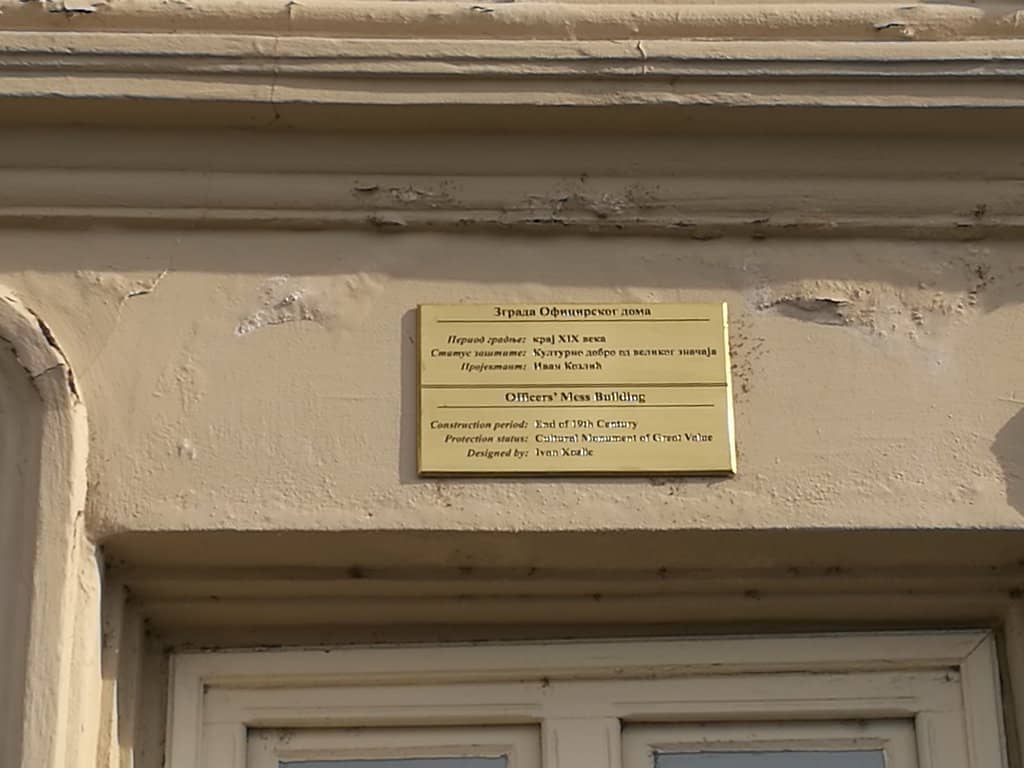 Зграда Официрског дома
Период градње: крај XIX века
Статус заштите: Културно добро од великог значаја
Пројектант: Иван Козлић
Officers' Mess Building
Construction period: End of 19th Century
Protection status: Cultural Monument of Great Value
Designed by: Ivan Kozlic